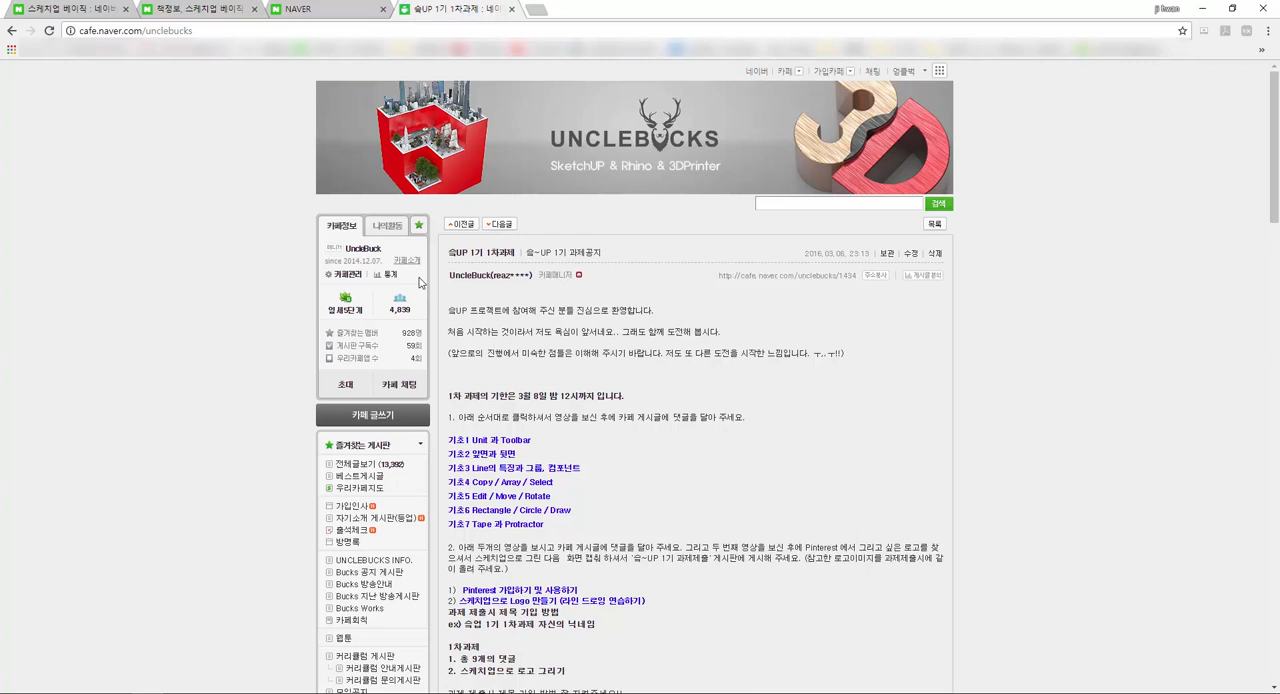 스케치업 베이직 : 네이버
책정보, 스케치업 베이직
NAVER
슼UP 1기 1차과제 : 네이
ji hwan
cafe.naver.com/unclebucks
네이버 카페 가입카페 채팅 엉클벅
UNCLEBUCKS
SketchUP & Rhino & 3DPrinter
검색
카페정보 나의활동
이전글 다음글 목록
UncleBuck
since 2014.12.07. 카페소개
카페관리 통계
4,839
즐겨찾는 멤버 928명
게시판 구독수 59회
우리카페앱 수 4회
초대 카페 채팅
카페 글쓰기
즐겨찾는 게시판
전체글보기 (13,392)
베스트게시글
우리카페지도
가입인사
자기소개 게시판(등업)
출석체크
방명록
UNCLEBUCKS INFO.
Bucks 공지 게시판
Bucks 방송안내
Bucks 지난 방송게시판
Bucks Works
카페회칙
웹툰
커리큘럼 게시판
커리큘럼 안내게시판
커리큘럼 문의게시판
모임공지
슼UP 1기 1차과제 슼~UP 1기 과제공지 2016.03.06. 23:13 보관 수정 삭제
UncleBuck(reaz****) 카페매니저 http://cafe.naver.com/unclebucks/1434 주소복사 게시글 분석
슼UP 프로젝트에 참여해 주신 분들 진심으로 환영합니다.
처음 시작하는 것이라서 저도 욕심이 앞서네요.. 그래도 함께 도전해 봅시다.
(앞으로의 진행에서 미숙한 점들은 이해해 주시기 바랍니다. 저도 또 다른 도전을 시작한 느낌입니다. ㅜ,.ㅜ!!)
1차 과제의 기한은 3월 8일 밤 12시까지 입니다.
1. 아래 순서대로 클릭하셔서 영상을 보신 후에 카페 게시글에 댓글을 달아 주세요.
기초1 Unit 과 Toolbar
기초2 앞면과 뒷면
기초3 Line의 특징과 그룹, 컴포넌트
기초4 Copy / Array / Select
기초5 Edit / Move / Rotate
기초6 Rectangle / Circle / Draw
기초7 Tape 과 Protractor
2. 아래 두개의 영상을 보시고 카페 게시글에 댓글을 달아 주세요. 그리고 두 번째 영상을 보신 후에 Pinterest 에서 그리고 싶은 로고를 찾
으셔서 스케치업으로 그린 다음 화면 캡춰 하셔서 '슼~UP 1기 과제제출' 게시판에 게시해 주세요. (참고한 로고이미지를 과제제출시에 같
이 올려 주세요.)
1) Pinterest 가입하기 및 사용하기
2) 스케치업으로 Logo 만들기 (라인 드로잉 연습하기)
과제 제출시 제목 기입 방법
ex) 슼업 1기 1차과제 자신의 닉네임
1차과제
1. 총 9개의 댓글
2. 스케치업으로 로고 그리기